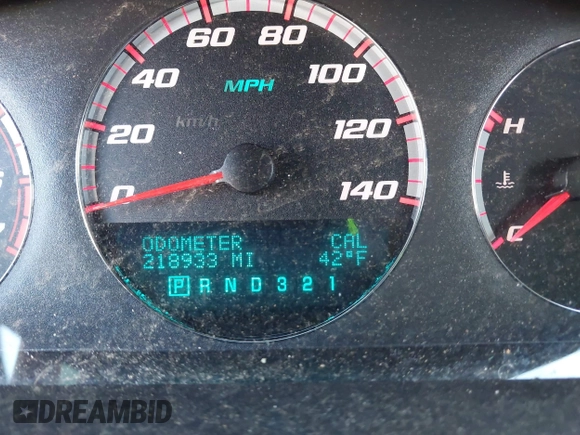 60 80
40 100
MPH
km/h
20 120
H
0 140
C
ODOMETER CAL
218933 MI 42°F
P R N D 3 2 1
DREAMBID